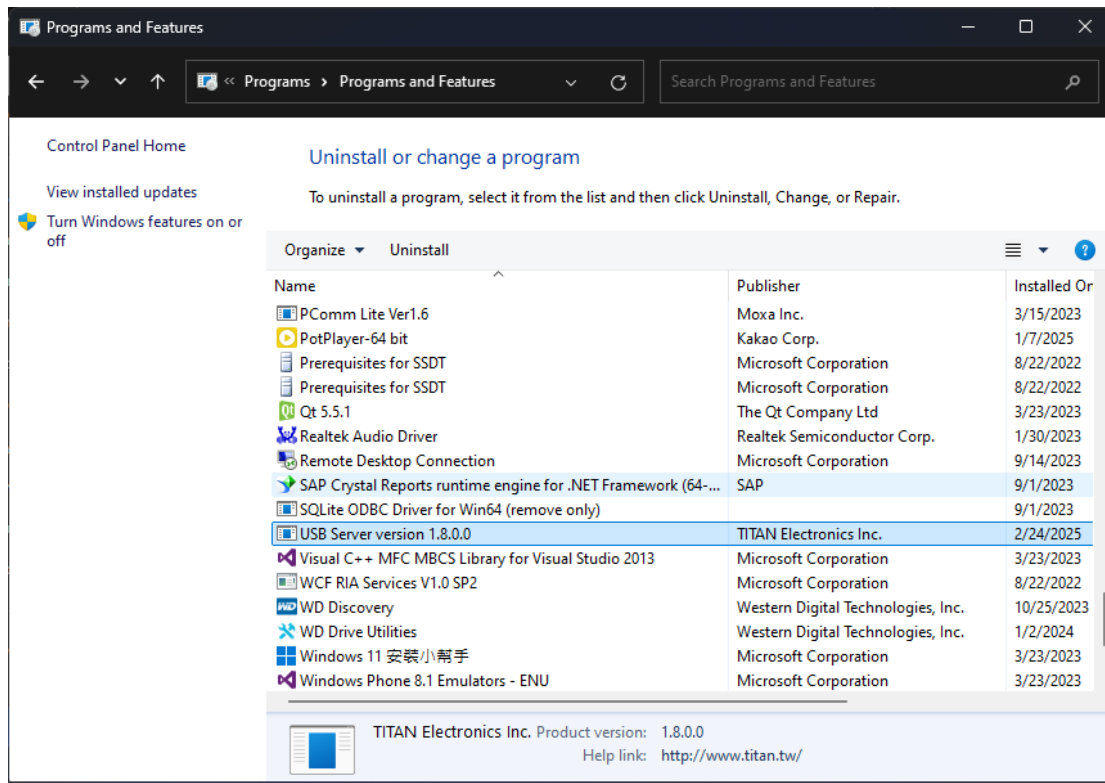 Programs and Features
« Programs > Programs and Features
Search Programs and Features
Control Panel Home
View installed updates
Turn Windows features on or
off
Uninstall or change a program
To uninstall a program, select it from the list and then click Uninstall, Change, or Repair.
Organize Uninstall
Name Publisher Installed On
PComm Lite Ver1.6 Moxa Inc. 3/15/2023
PotPlayer-64 bit Kakao Corp. 1/7/2025
Prerequisites for SSDT Microsoft Corporation 8/22/2022
Prerequisites for SSDT Microsoft Corporation 8/22/2022
Qt 5.5.1 The Qt Company Ltd 3/23/2023
Realtek Audio Driver Realtek Semiconductor Corp. 1/30/2023
Remote Desktop Connection Microsoft Corporation 9/14/2023
SAP Crystal Reports runtime engine for .NET Framework (64-... SAP 9/1/2023
SQLite ODBC Driver for Win64 (remove only) 9/1/2023
USB Server version 1.8.0.0 TITAN Electronics Inc. 2/24/2025
Visual C++ MFC MBCS Library for Visual Studio 2013 Microsoft Corporation 3/23/2023
WCF RIA Services V1.0 SP2 Microsoft Corporation 8/22/2022
WD Discovery Western Digital Technologies, Inc. 10/25/2023
WD Drive Utilities Western Digital Technologies, Inc. 1/2/2024
Windows 11 安裝小幫手 Microsoft Corporation 3/23/2023
Windows Phone 8.1 Emulators - ENU Microsoft Corporation 3/23/2023
TITAN Electronics Inc. Product version: 1.8.0.0
Help link: http://www.titan.tw/